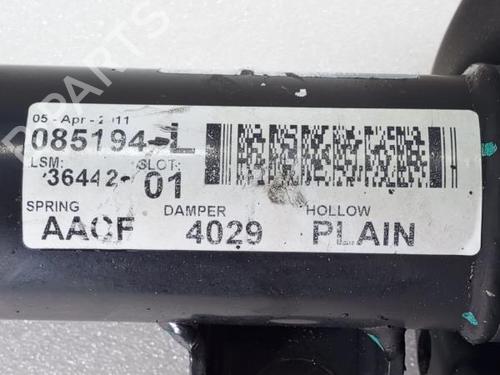 05 - Apr - 2011
085194-L
LSM: SLOT:
36442- 01
SPRING DAMPER HOLLOW
AACF 4029 PLAIN